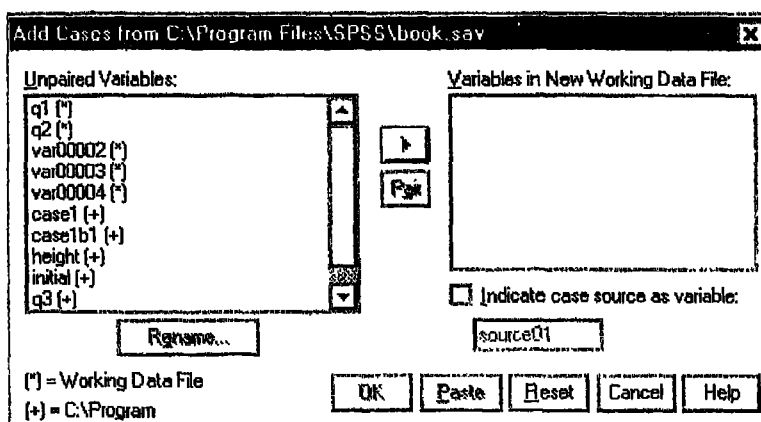 Add Cases from C:\Program Files\SPSS\book.sav
Unpaired Variables:
q1 (*)
q2 (*)
var00002 (*)
var00003 (*)
var00004 (*)
case1 (+)
case1b1 (+)
height (+)
initial (+)
q3 (+)
Rename...
(*) = Working Data File
(+) = C:\Program
Pair
Variables in New Working Data File:
Indicate case source as variable:
source01
OK Paste Reset Cancel Help